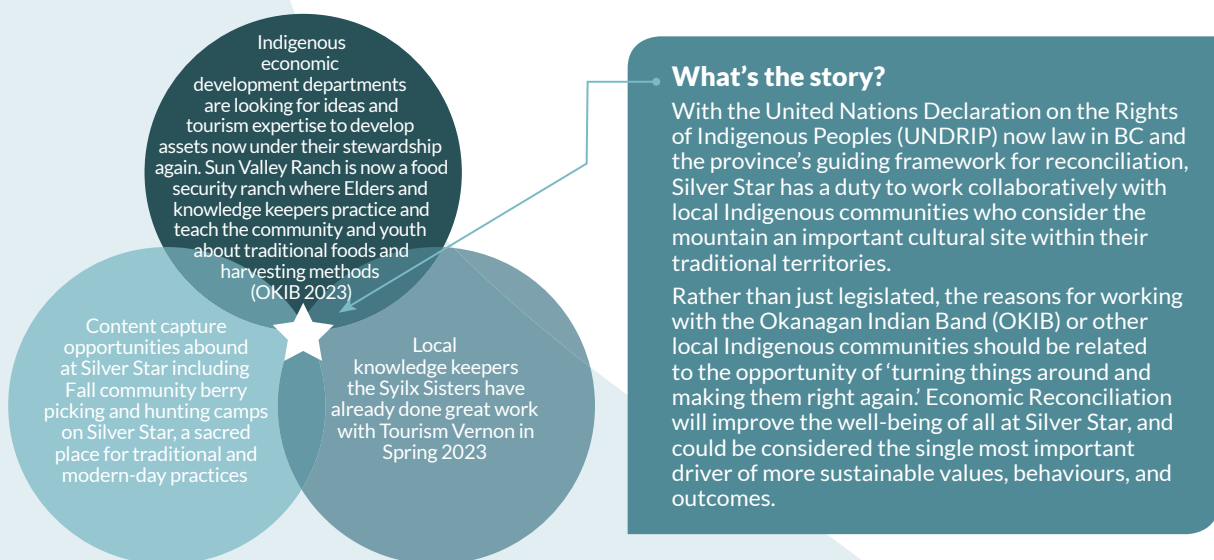 Indigenous
economic
development departments
are looking for ideas and
tourism expertise to develop
assets now under their stewardship
again. Sun Valley Ranch is now a food
security ranch where Elders and
knowledge keepers practice and
teach the community and youth
about traditional foods and
harvesting methods
(OKIB 2023)
Content capture
opportunities abound
at Silver Star including
Fall community berry
picking and hunting camps
on Silver Star, a sacred
place for traditional and
modern-day practices
Local
knowledge keepers
the Syilx Sisters have
already done great work
with Tourism Vernon in
Spring 2023
What's the story?
With the United Nations Declaration on the Rights
of Indigenous Peoples (UNDRIP) now law in BC and
the province's guiding framework for reconciliation,
Silver Star has a duty to work collaboratively with
local Indigenous communities who consider the
mountain an important cultural site within their
traditional territories.
Rather than just legislated, the reasons for working
with the Okanagan Indian Band (OKIB) or other
local Indigenous communities should be related
to the opportunity of 'turning things around and
making them right again.' Economic Reconciliation
will improve the well-being of all at Silver Star, and
could be considered the single most important
driver of more sustainable values, behaviours, and
outcomes.